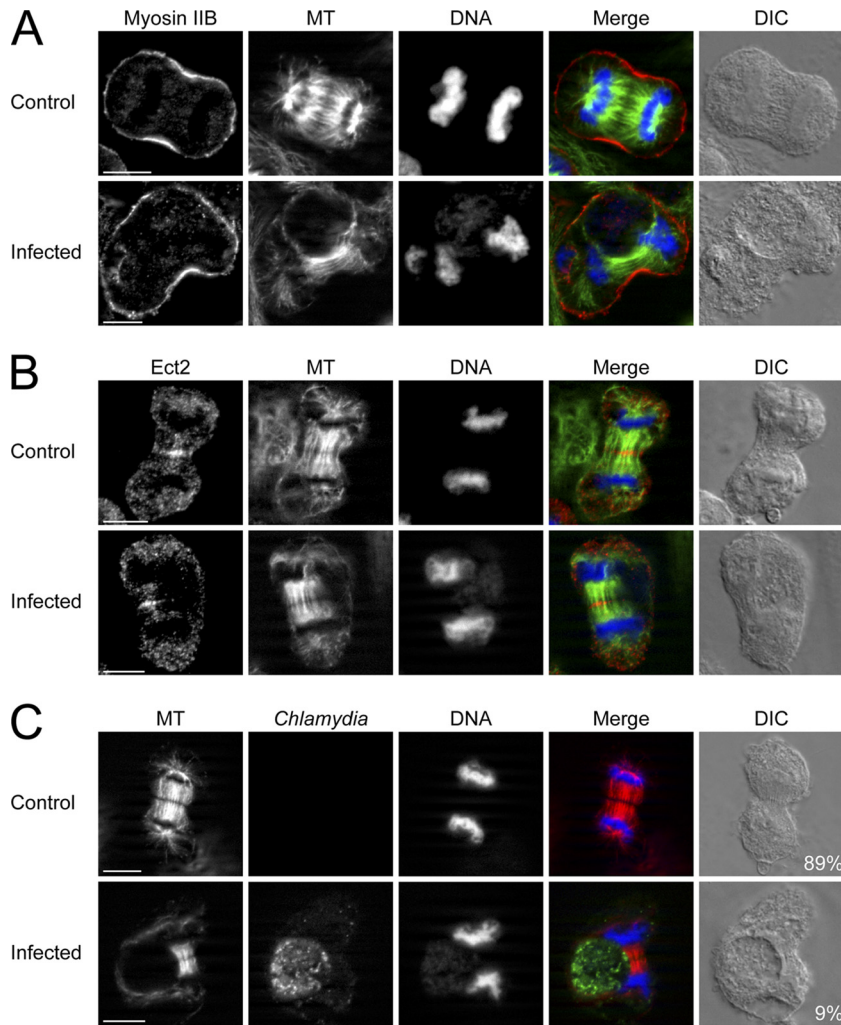 A
Myosin IIB MT DNA Merge DIC
Control
Infected
B
Ect2 MT DNA Merge DIC
Control
Infected
C
MT Chlamydia DNA Merge DIC
Control
89%
Infected
9%